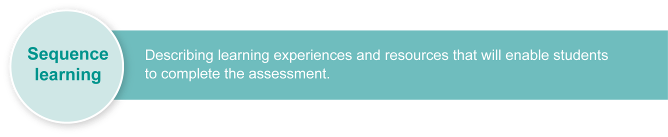 Sequence
learning
Describing learning experiences and resources that will enable students
to complete the assessment.